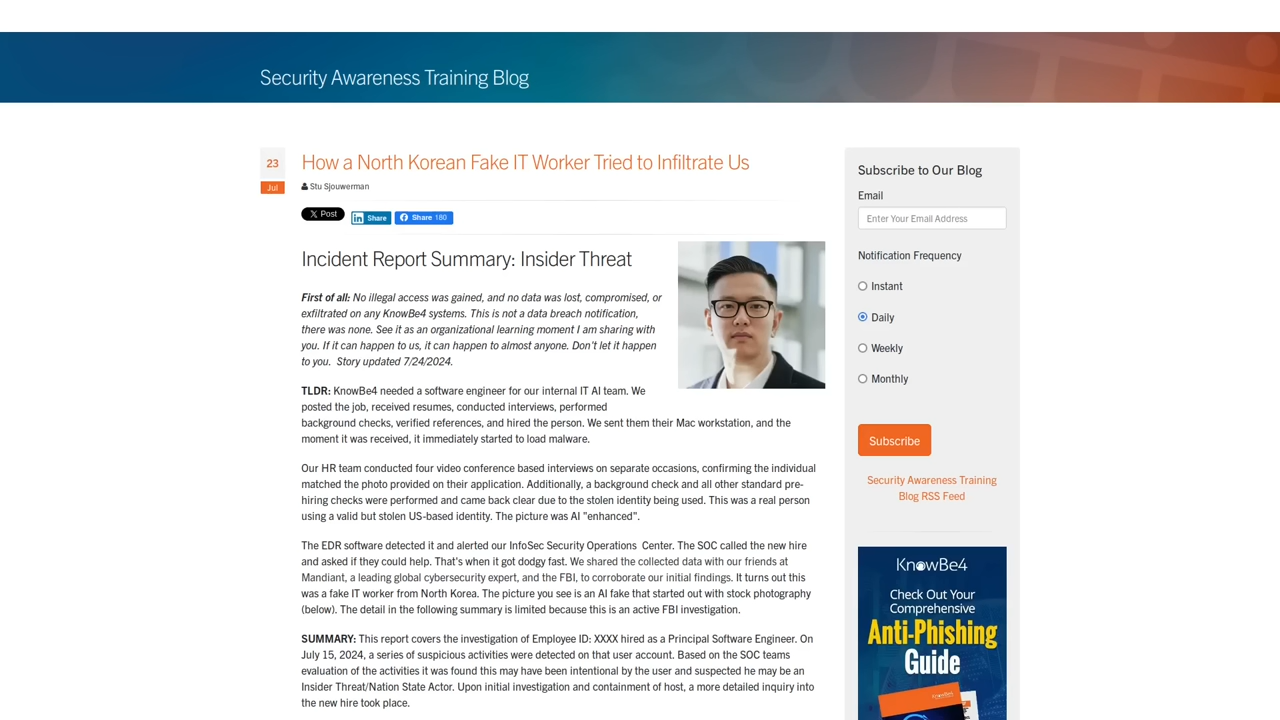 Security Awareness Training Blog
23
Jul
How a North Korean Fake IT Worker Tried to Infiltrate Us
Stu Sjouwerman
X Post
in Share
Share 180
Incident Report Summary: Insider Threat
First of all: No illegal access was gained, and no data was lost, compromised, or
exfiltrated on any KnowBe4 systems. This is not a data breach notification,
there was none. See it as an organizational learning moment I am sharing with
you. If it can happen to us, it can happen to almost anyone. Don't let it happen
to you. Story updated 7/24/2024.
TLDR: KnowBe4 needed a software engineer for our internal IT AI team. We
posted the job, received resumes, conducted interviews, performed
background checks, verified references, and hired the person. We sent them their Mac workstation, and the
moment it was received, it immediately started to load malware.
Our HR team conducted four video conference based interviews on separate occasions, confirming the individual
matched the photo provided on their application. Additionally, a background check and all other standard pre-
hiring checks were performed and came back clear due to the stolen identity being used. This was a real person
using a valid but stolen US-based identity. The picture was AI "enhanced".
The EDR software detected it and alerted our InfoSec Security Operations Center. The SOC called the new hire
and asked if they could help. That's when it got dodgy fast. We shared the collected data with our friends at
Mandiant, a leading global cybersecurity expert, and the FBI, to corroborate our initial findings. It turns out this
was a fake IT worker from North Korea. The picture you see is an AI fake that started out with stock photography
(below). The detail in the following summary is limited because this is an active FBI investigation.
SUMMARY: This report covers the investigation of Employee ID: XXXX hired as a Principal Software Engineer. On
July 15, 2024, a series of suspicious activities were detected on that user account. Based on the SOC teams
evaluation of the activities it was found this may have been intentional by the user and suspected he may be an
Insider Threat/Nation State Actor. Upon initial investigation and containment of host, a more detailed inquiry into
the new hire took place.
Subscribe to Our Blog
Email
Enter Your Email Address
Notification Frequency
Instant
Daily
Weekly
Monthly
Subscribe
Security Awareness Training
Blog RSS Feed
KnowBe4
Check Out Your
Comprehensive
Anti-Phishing
Guide